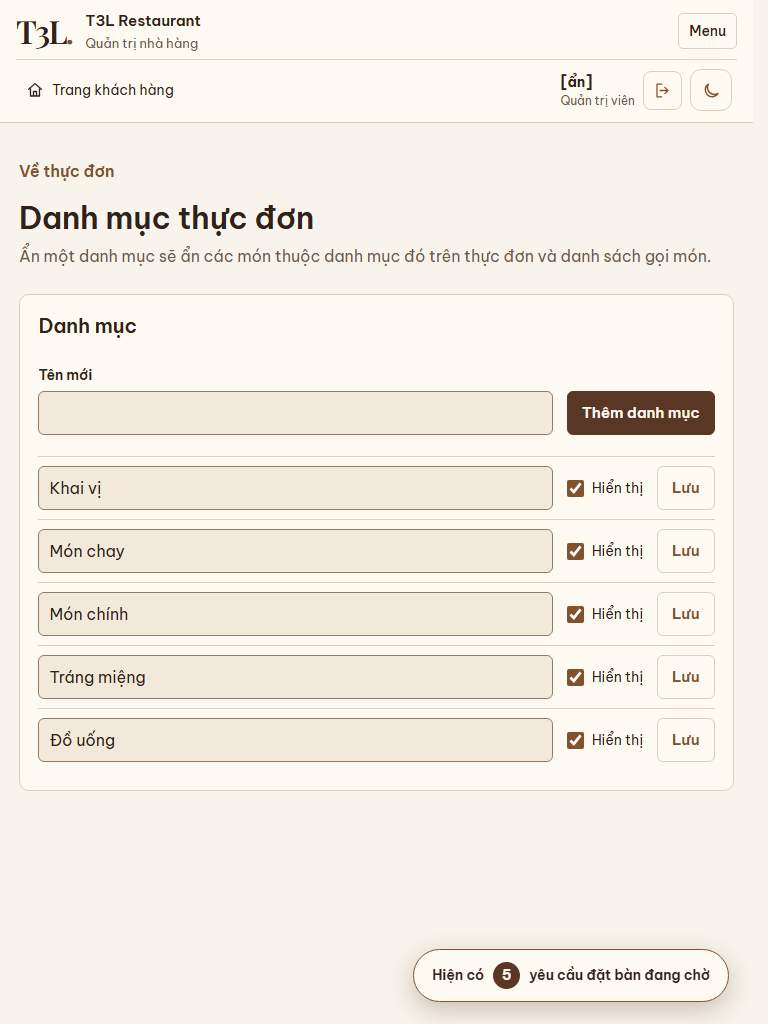 T3L.
T3L Restaurant
Quản trị nhà hàng
Menu
Trang khách hàng
[ẩn]
Quản trị viên
Về thực đơn
Danh mục thực đơn
Ẩn một danh mục sẽ ẩn các món thuộc danh mục đó trên thực đơn và danh sách gọi món.
Danh mục
Tên mới
Thêm danh mục
Khai vị Hiển thị Lưu
Món chay Hiển thị Lưu
Món chính Hiển thị Lưu
Tráng miệng Hiển thị Lưu
Đồ uống Hiển thị Lưu
Hiện có 5 yêu cầu đặt bàn đang chờ